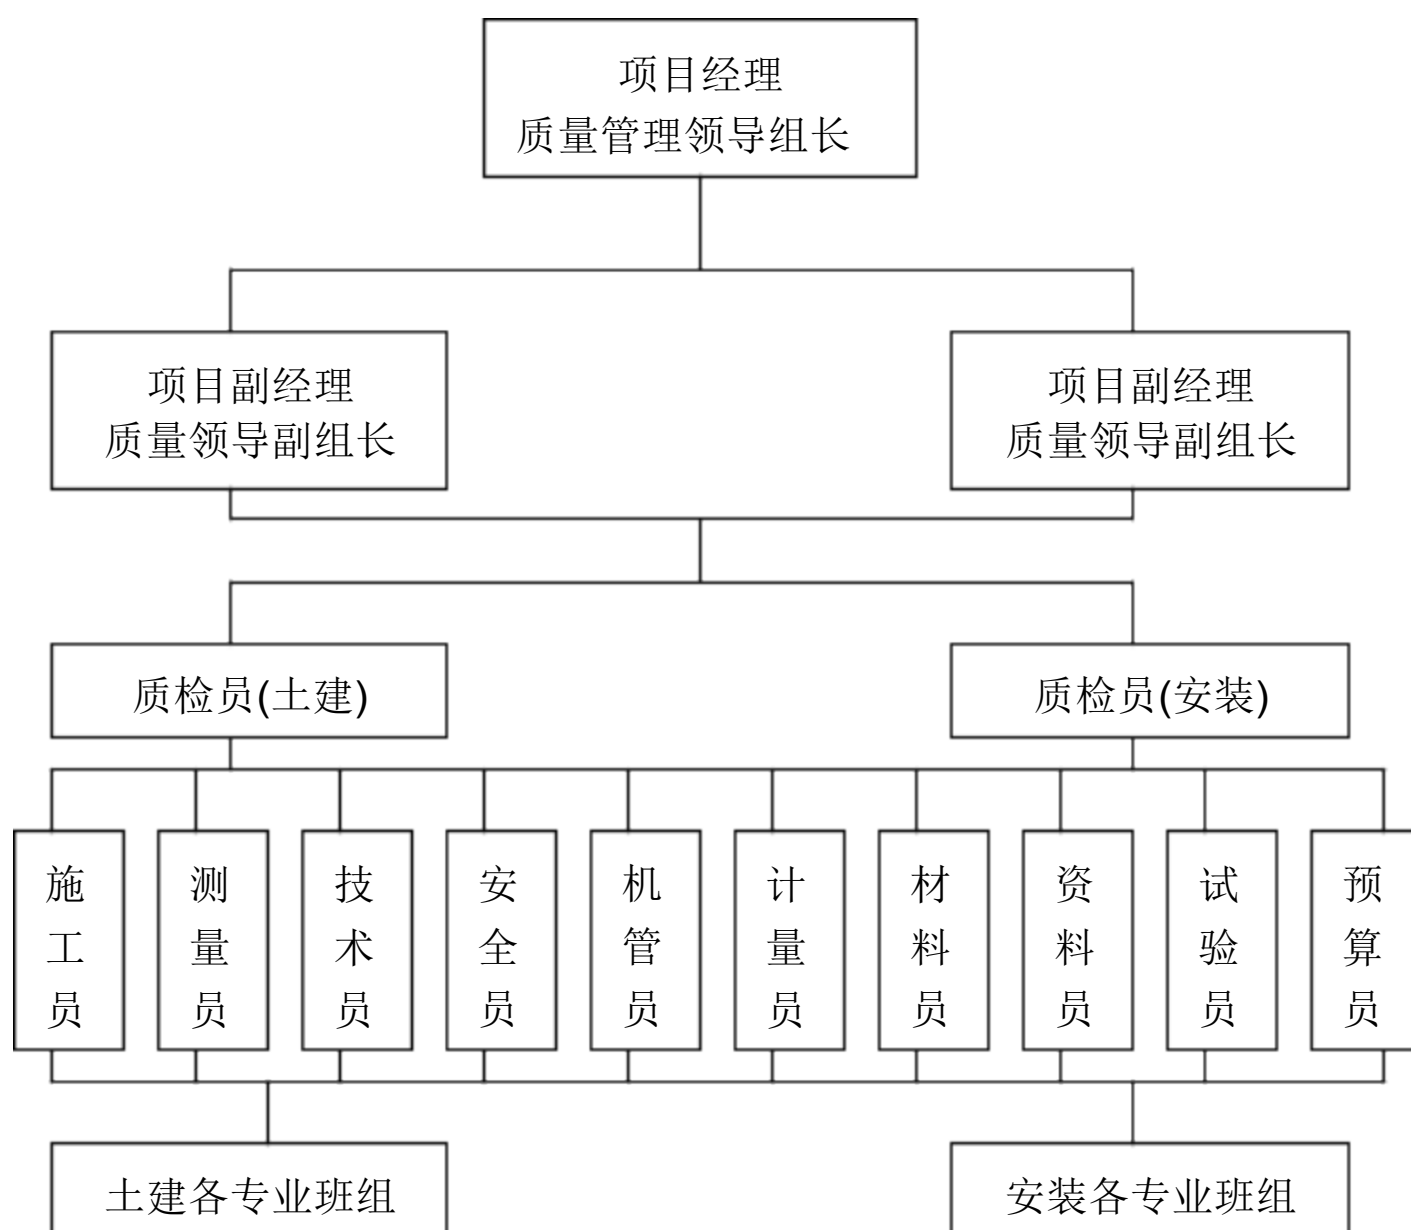 项目经理
质量管理领导组长
项目副经理
质量领导副组长
项目副经理
质量领导副组长
质检员(土建)
质检员(安装)
施工员
测量员
技术员
安全员
机管员
计量员
材料员
资料员
试验员
预算员
土建各专业班组
安装各专业班组